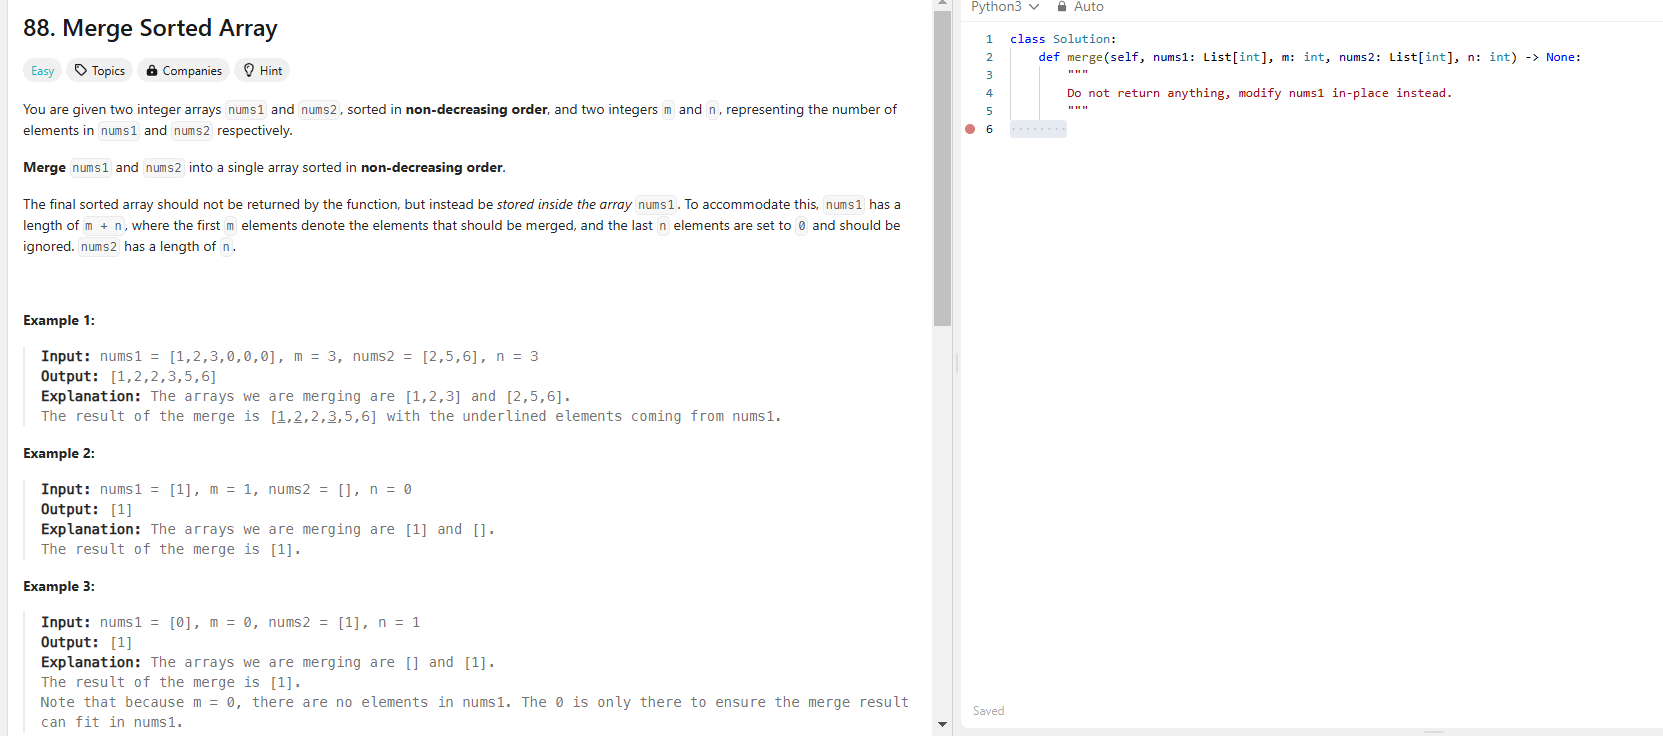 88. Merge Sorted Array
Easy Topics Companies Hint
You are given two integer arrays nums1 and nums2, sorted in non-decreasing order, and two integers m and n, representing the number of
elements in nums1 and nums2 respectively.
Merge nums1 and nums2 into a single array sorted in non-decreasing order.
The final sorted array should not be returned by the function, but instead be stored inside the array nums1. To accommodate this, nums1 has a
length of m + n, where the first m elements denote the elements that should be merged, and the last n elements are set to 0 and should be
ignored. nums2 has a length of n.
Example 1:
Input: nums1 = [1,2,3,0,0,0], m = 3, nums2 = [2,5,6], n = 3
Output: [1,2,2,3,5,6]
Explanation: The arrays we are merging are [1,2,3] and [2,5,6].
The result of the merge is [1,2,2,3,5,6] with the underlined elements coming from nums1.
Example 2:
Input: nums1 = [1], m = 1, nums2 = [], n = 0
Output: [1]
Explanation: The arrays we are merging are [1] and [].
The result of the merge is [1].
Example 3:
Input: nums1 = [0], m = 0, nums2 = [1], n = 1
Output: [1]
Explanation: The arrays we are merging are [] and [1].
The result of the merge is [1].
Note that because m = 0, there are no elements in nums1. The 0 is only there to ensure the merge result
can fit in nums1.
Python3 Auto
1 class Solution:
2 def merge(self, nums1: List[int], m: int, nums2: List[int], n: int) -> None:
3 """
4 Do not return anything, modify nums1 in-place instead.
5 """
6
Saved